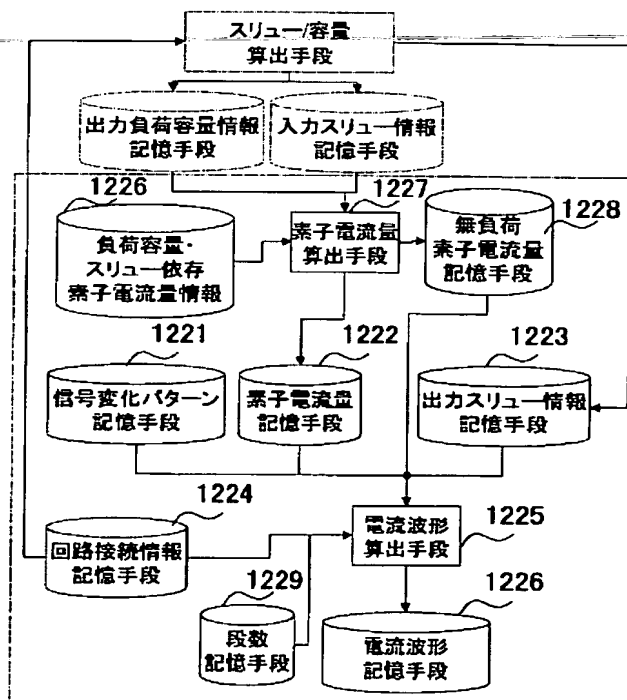 スリュー/容量
算出手段
出力負荷容量情報
記憶手段
入力スリュー情報
記憶手段
1226
負荷容量・
スリュー依存
素子電流量情報
1227
素子電流量
算出手段
1228
無負荷
素子電流量
記憶手段
1221
信号変化パターン
記憶手段
1222
素子電流量
記憶手段
1223
出力スリュー情報
記憶手段
1224
回路接続情報
記憶手段
1225
電流波形
算出手段
1229
段数
記憶手段
1226
電流波形
記憶手段